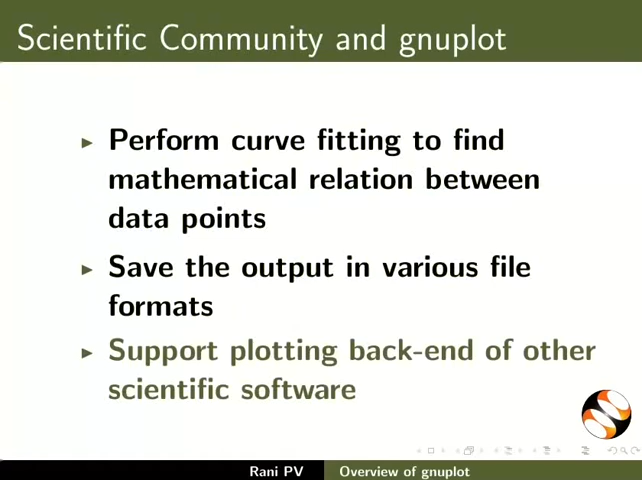 Scientific Community and gnuplot
Perform curve fitting to find
mathematical relation between
data points
Save the output in various file
formats
Support plotting back-end of other
scientific software
Rani PV
Overview of gnuplot